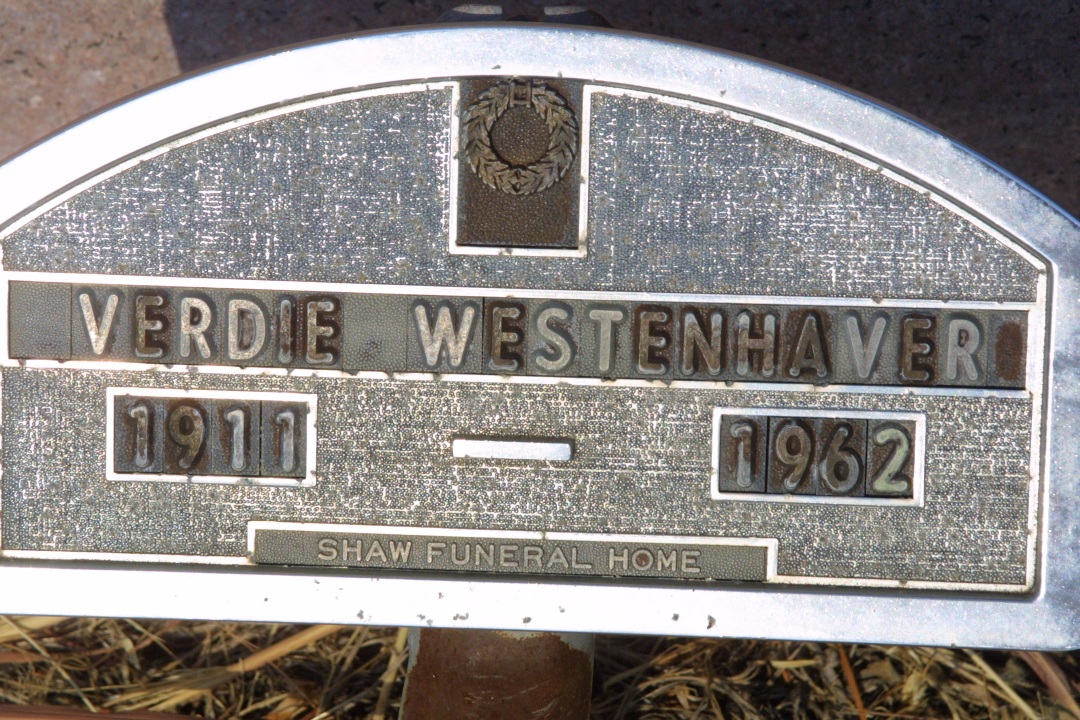 VERDIE WESTENHAVER
1911 — 1962
SHAW FUNERAL HOME